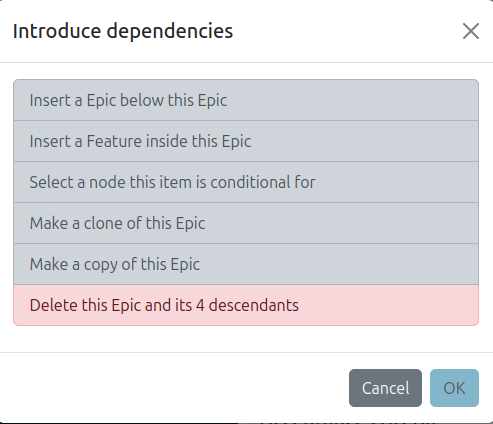 Introduce dependencies
Insert a Epic below this Epic
Insert a Feature inside this Epic
Select a node this item is conditional for
Make a clone of this Epic
Make a copy of this Epic
Delete this Epic and its 4 descendants
Cancel
OK